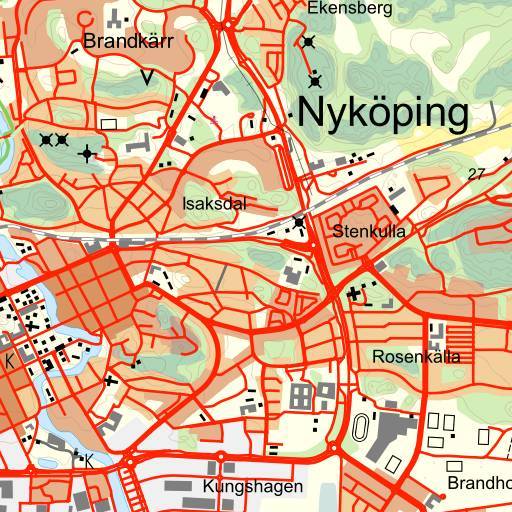 Ekensberg
Brandkärr
Nyköping
27
Isaksdal
Stenkulla
Rosenkälla
K
K
Brandho
Kungshagen